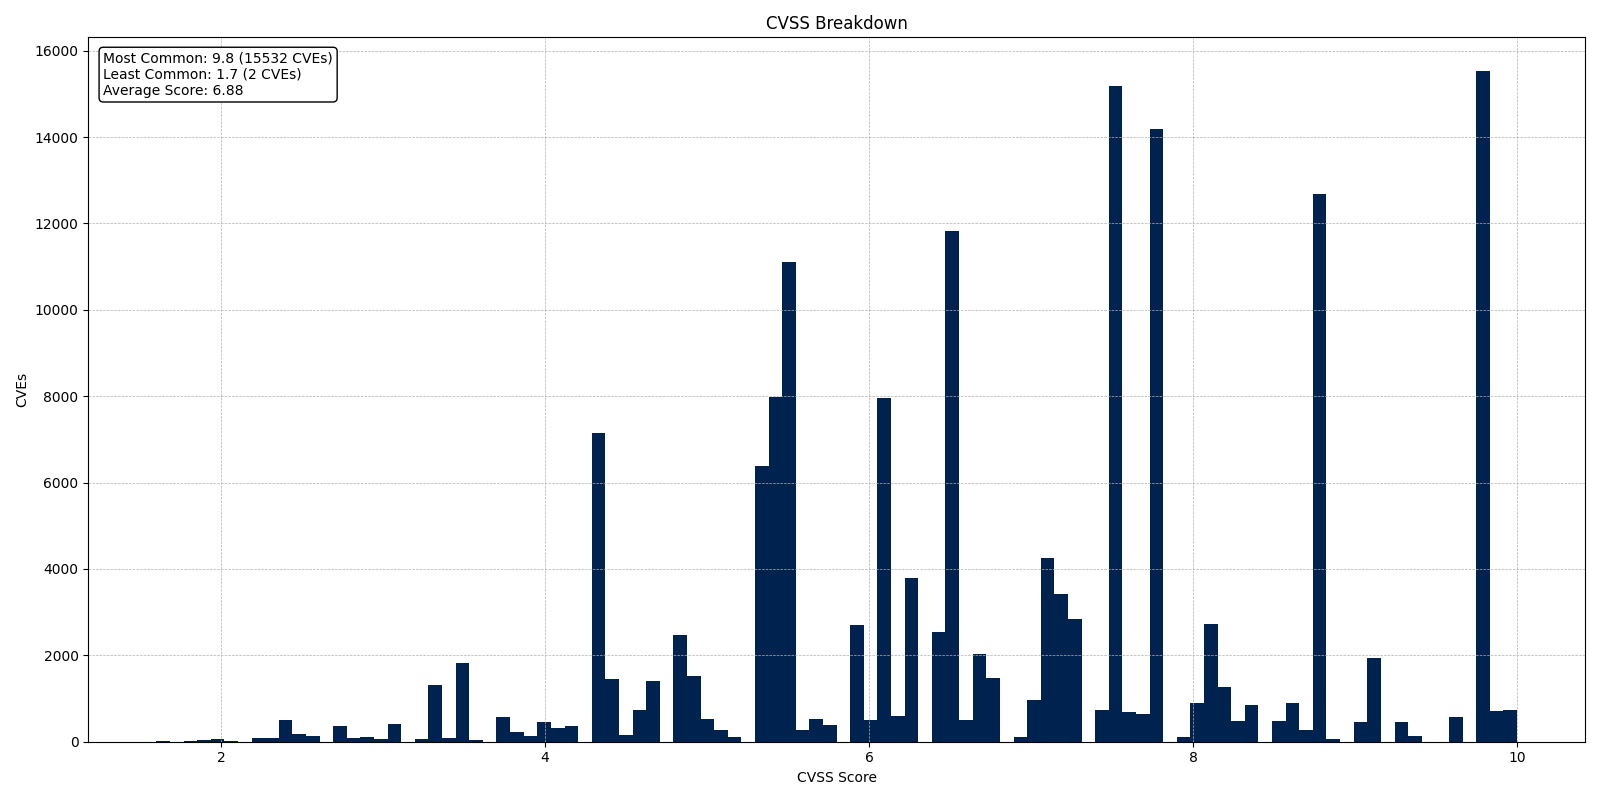 CVSS Breakdown
Most Common: 9.8 (15532 CVEs)
Least Common: 1.7 (2 CVEs)
Average Score: 6.88
16000
14000
12000
10000
8000
6000
4000
2000
0
CVEs
2 4 6 8 10
CVSS Score